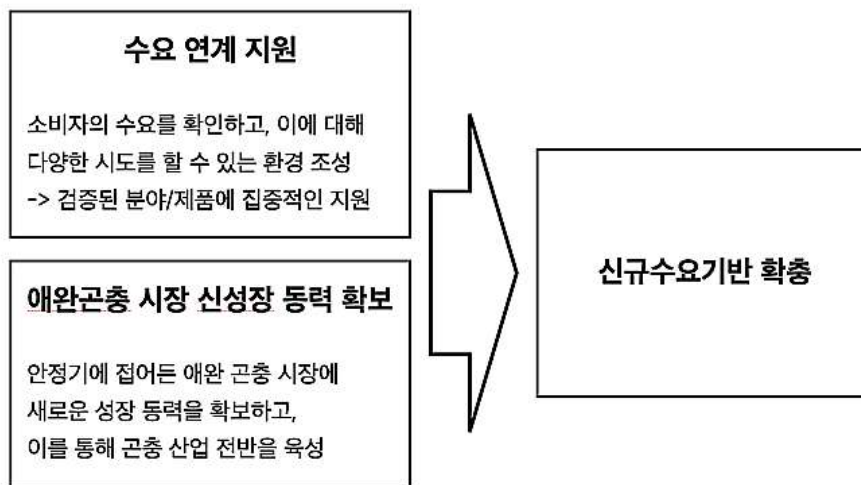 수요 연계 지원
소비자의 수요를 확인하고, 이에 대해
다양한 시도를 할 수 있는 환경 조성
-> 검증된 분야/제품에 집중적인 지원
애완곤충 시장 신성장 동력 확보
안정기에 접어든 애완 곤충 시장에
새로운 성장 동력을 확보하고,
이를 통해 곤충 산업 전반을 육성
신규수요기반 확충